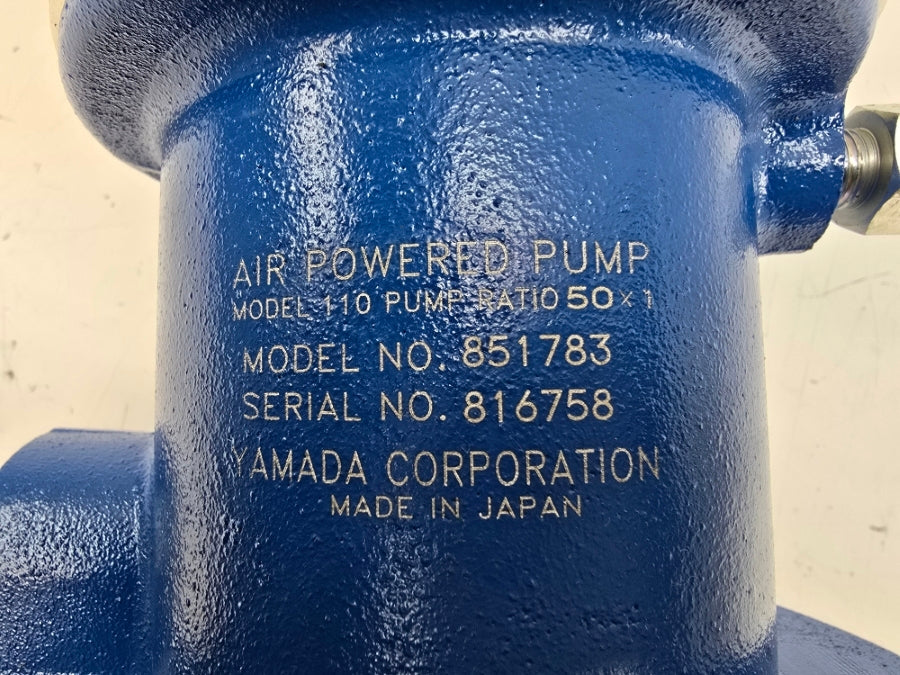 AIR POWERED PUMP
MODEL 110 PUMP RATIO 50 × 1
MODEL NO. 851783
SERIAL NO. 816758
YAMADA CORPORATION
MADE IN JAPAN